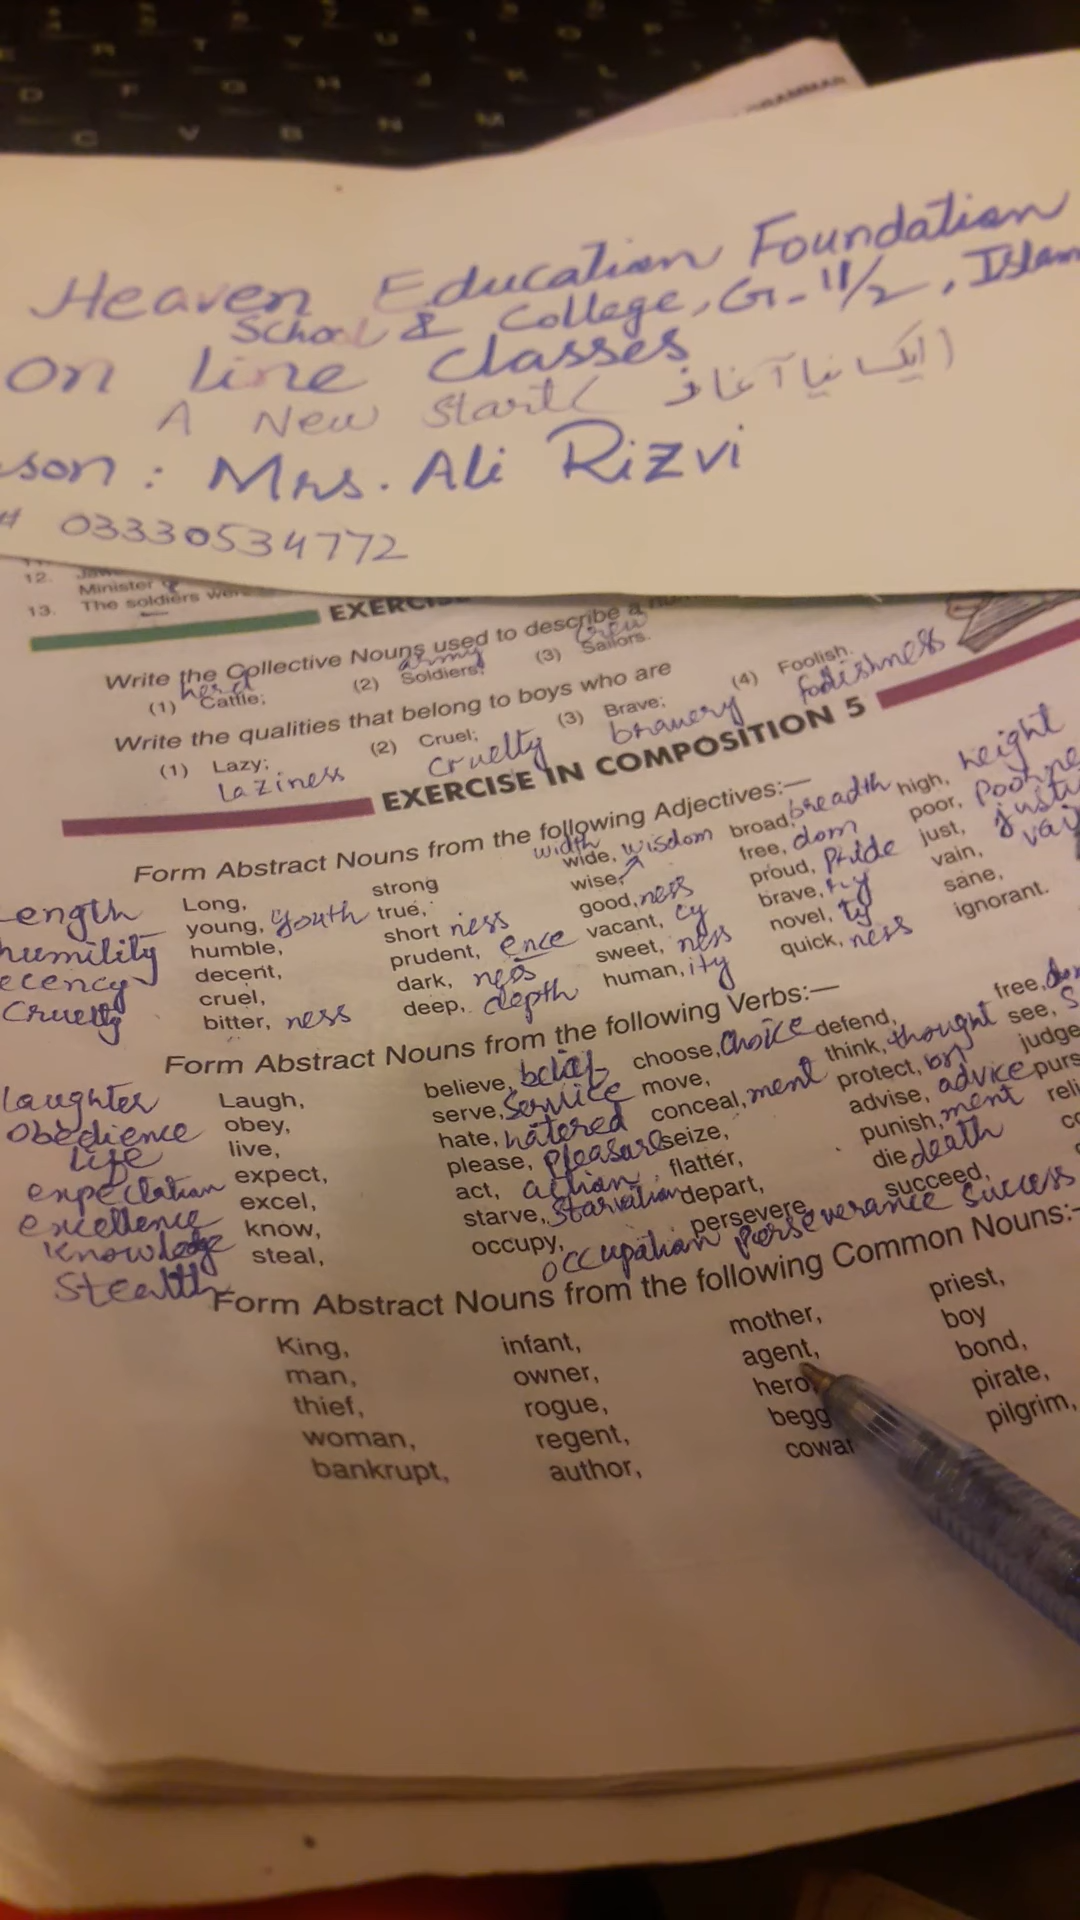 Heaven Education Foundation
School & College, G-11/2,
on line Classes
A New Start (ایک نیا آغاز)
Mrs. Ali Rizvi
03330534772
12.
Minister
13. The soldiers were
Write the Collective Nouns used to describe a
(1) Cattle; herd (2) Soldiers; army (3) Sailors. crew
Write the qualities that belong to boys who are
(1) Lazy; Laziness (2) Cruel; cruelty (3) Brave; bravery (4) Foolish. foolishness
EXERCISE IN COMPOSITION 5
Form Abstract Nouns from the following Adjectives:—
Length Long, strong width wide, broad, breadth high, height
young, youth true, wise, wisdom free, dom poor,
humility humble, short ness good, ness proud, Pride just,
decent, prudent, ence vacant, cy brave, ry vain,
Cruelty cruel, dark, ness sweet, ness novel, ty sane,
bitter, ness deep, depth human, ity quick, ness ignorant.
Form Abstract Nouns from the following Verbs:—
laughter Laugh, believe, belief choose, Choice defend, free,
Obedience obey, serve, Service move, think, thought see,
life live, hate, hatered conceal, ment protect, on judge
expectation expect, please, pleasure seize, advise, advice
excellence excel, act, action flatter, punish, ment
Knowledge know, starve, Starvation depart, die death
Stealth steal, occupy, occupation persevere perseverance succeed, Success
Form Abstract Nouns from the following Common Nouns:-
King, infant, mother, priest,
man, owner, agent, boy
thief, rogue, hero, bond,
woman, regent, begg pirate,
bankrupt, author, cowar pilgrim,